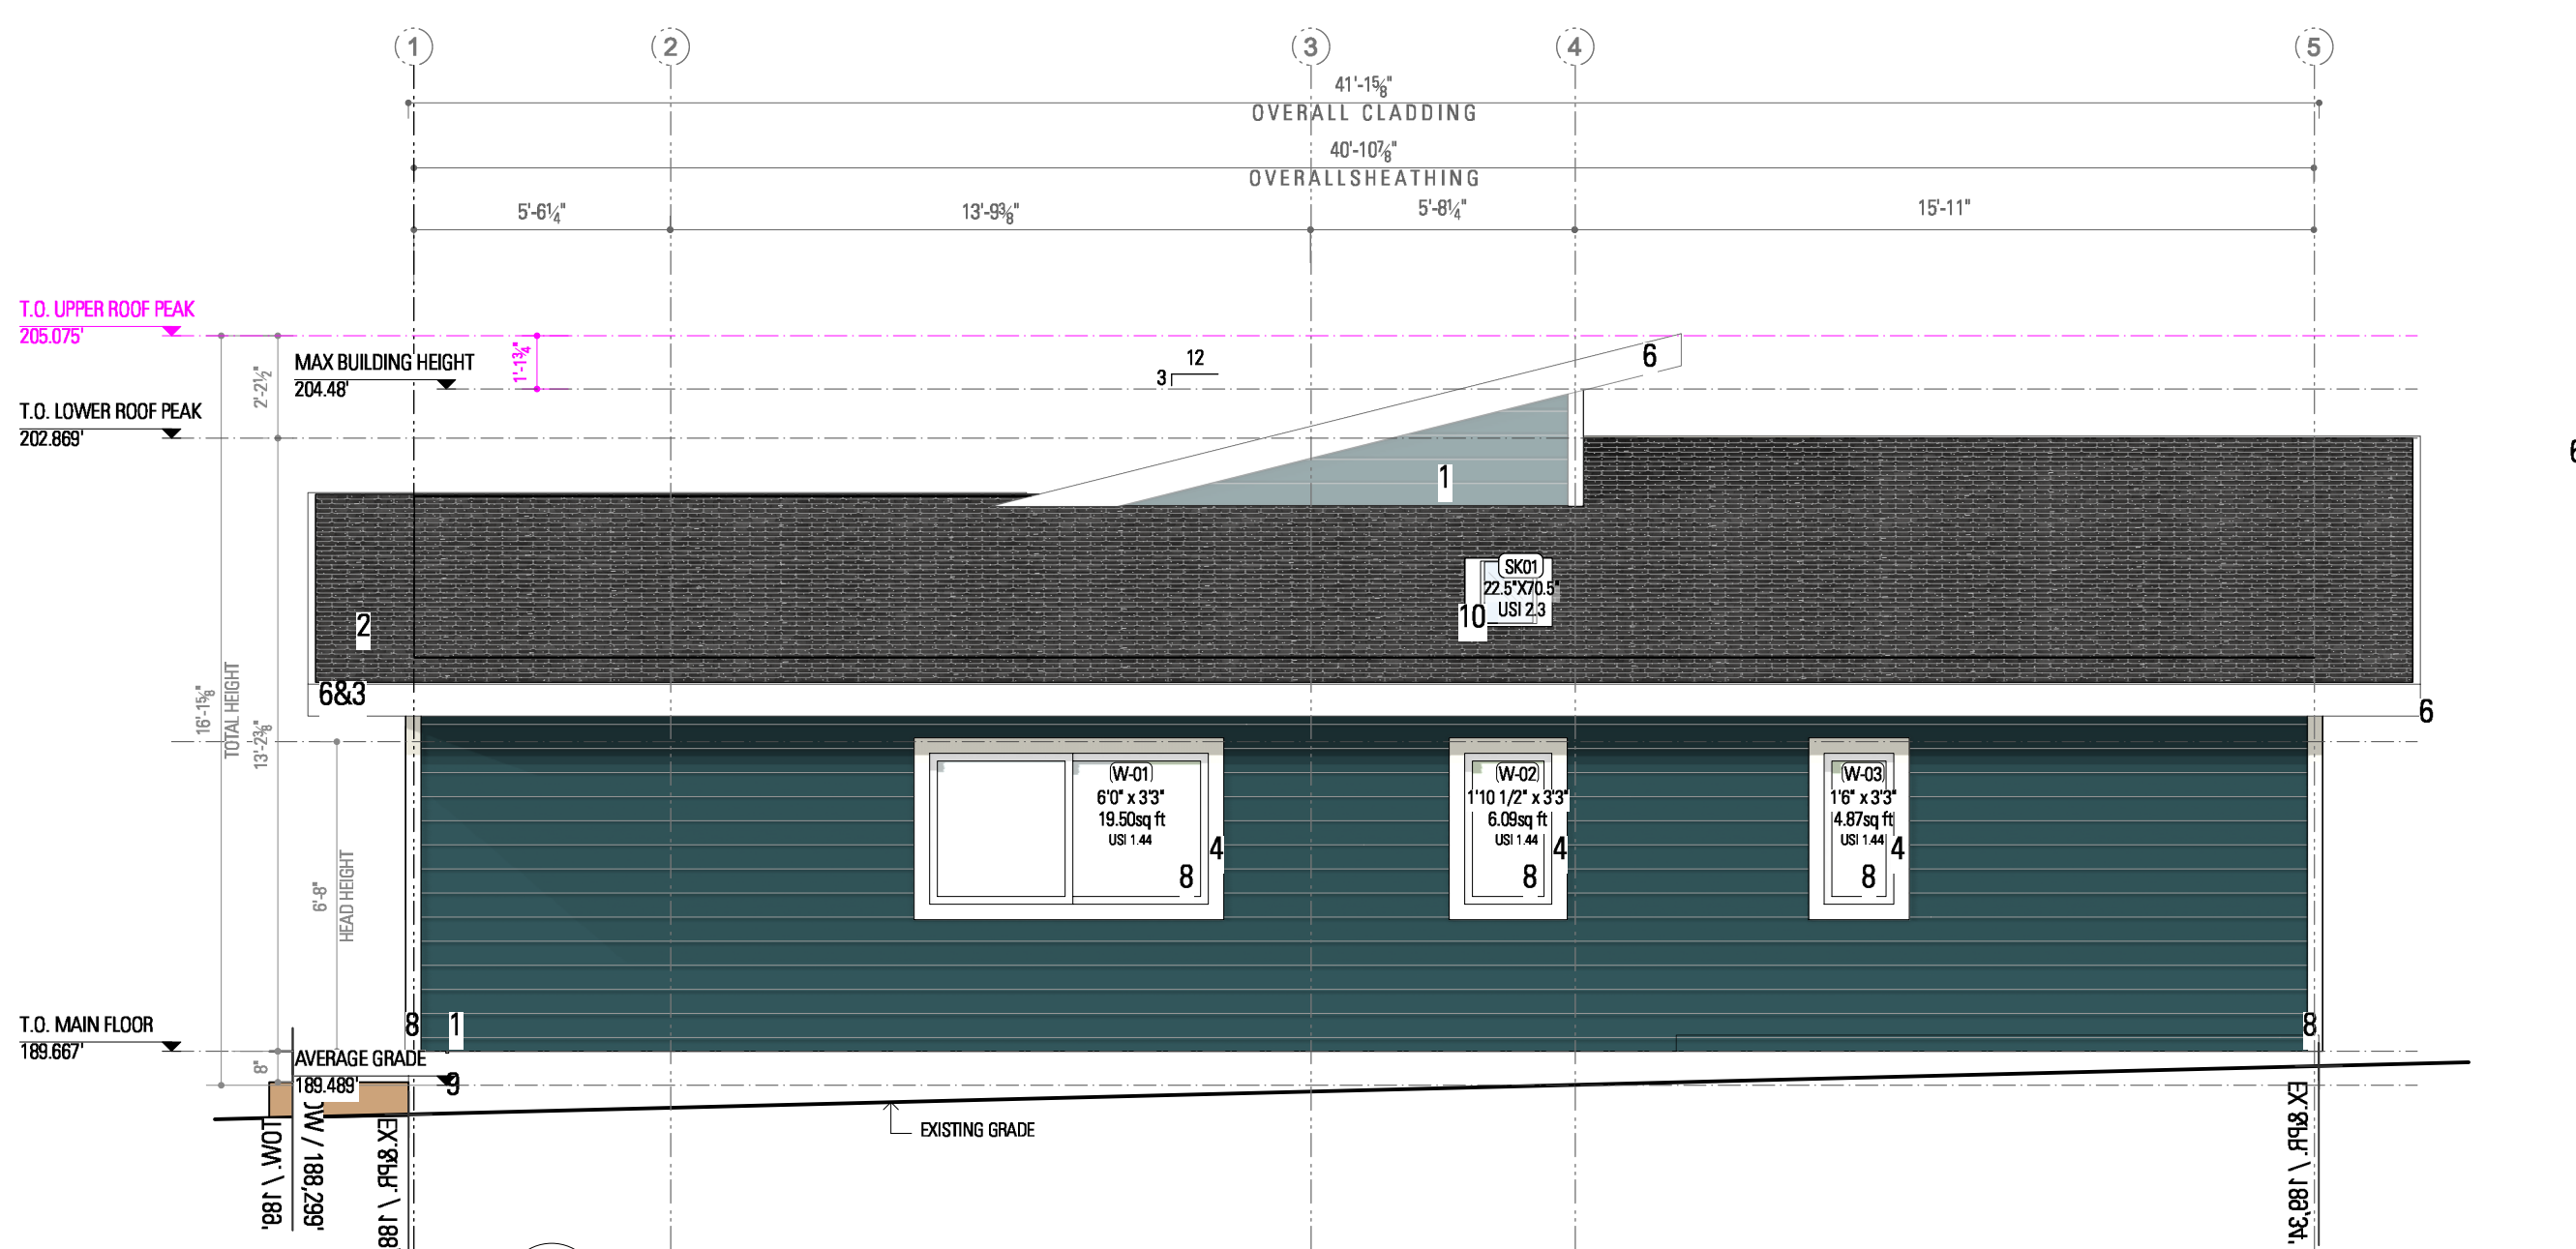 1 2 3 4 5
41'-1⅝"
OVERALL CLADDING
40'-10⅞"
OVERALLSHEATHING
5'-6¼" 13'-9⅜" 5'-8¼" 15'-11"
T.O. UPPER ROOF PEAK
205.075'
1'-1¾"
MAX BUILDING HEIGHT
204.48'
2'-2½"
12
3
6
T.O. LOWER ROOF PEAK
202.869'
1
SK01
22.5"X70.5"
USI 2.3
10
2
6&3
6
16'-1⅝"
TOTAL HEIGHT
13'-2⅜"
6'-8"
HEAD HEIGHT
W-01
6'0" x 3'3"
19.50sq ft
USI 1.44
4
8
W-02
1'10 1/2" x 3'3"
6.09sq ft
USI 1.44
4
8
W-03
1'6" x 3'3"
4.87sq ft
USI 1.44
4
8
8 1
8
T.O. MAIN FLOOR
189.667'
8"
AVERAGE GRADE
189.489'
9
EXISTING GRADE
188.299'